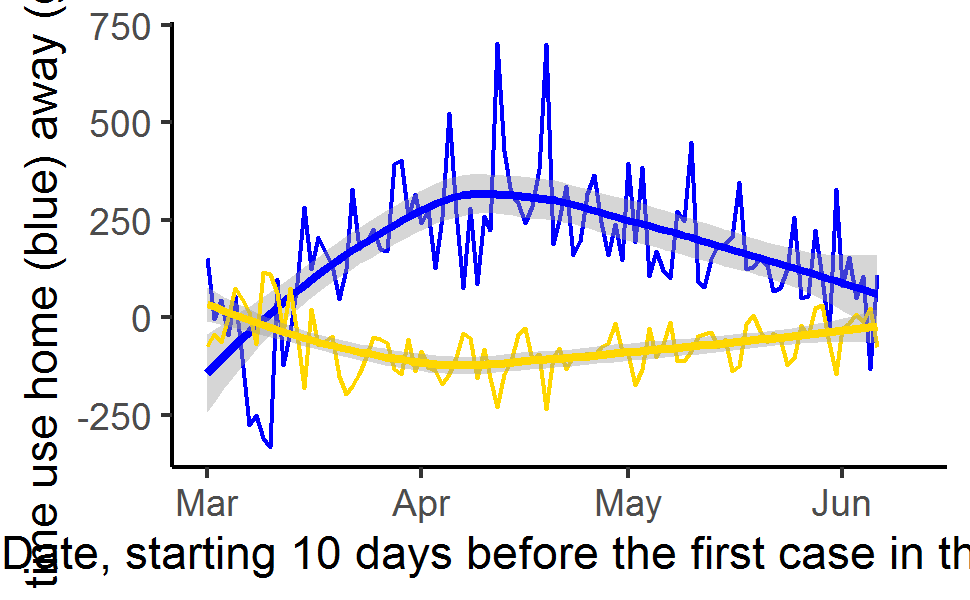 750
500
250
0
-250
time use home (blue) away (
Mar Apr May Jun
Date, starting 10 days before the first case in th